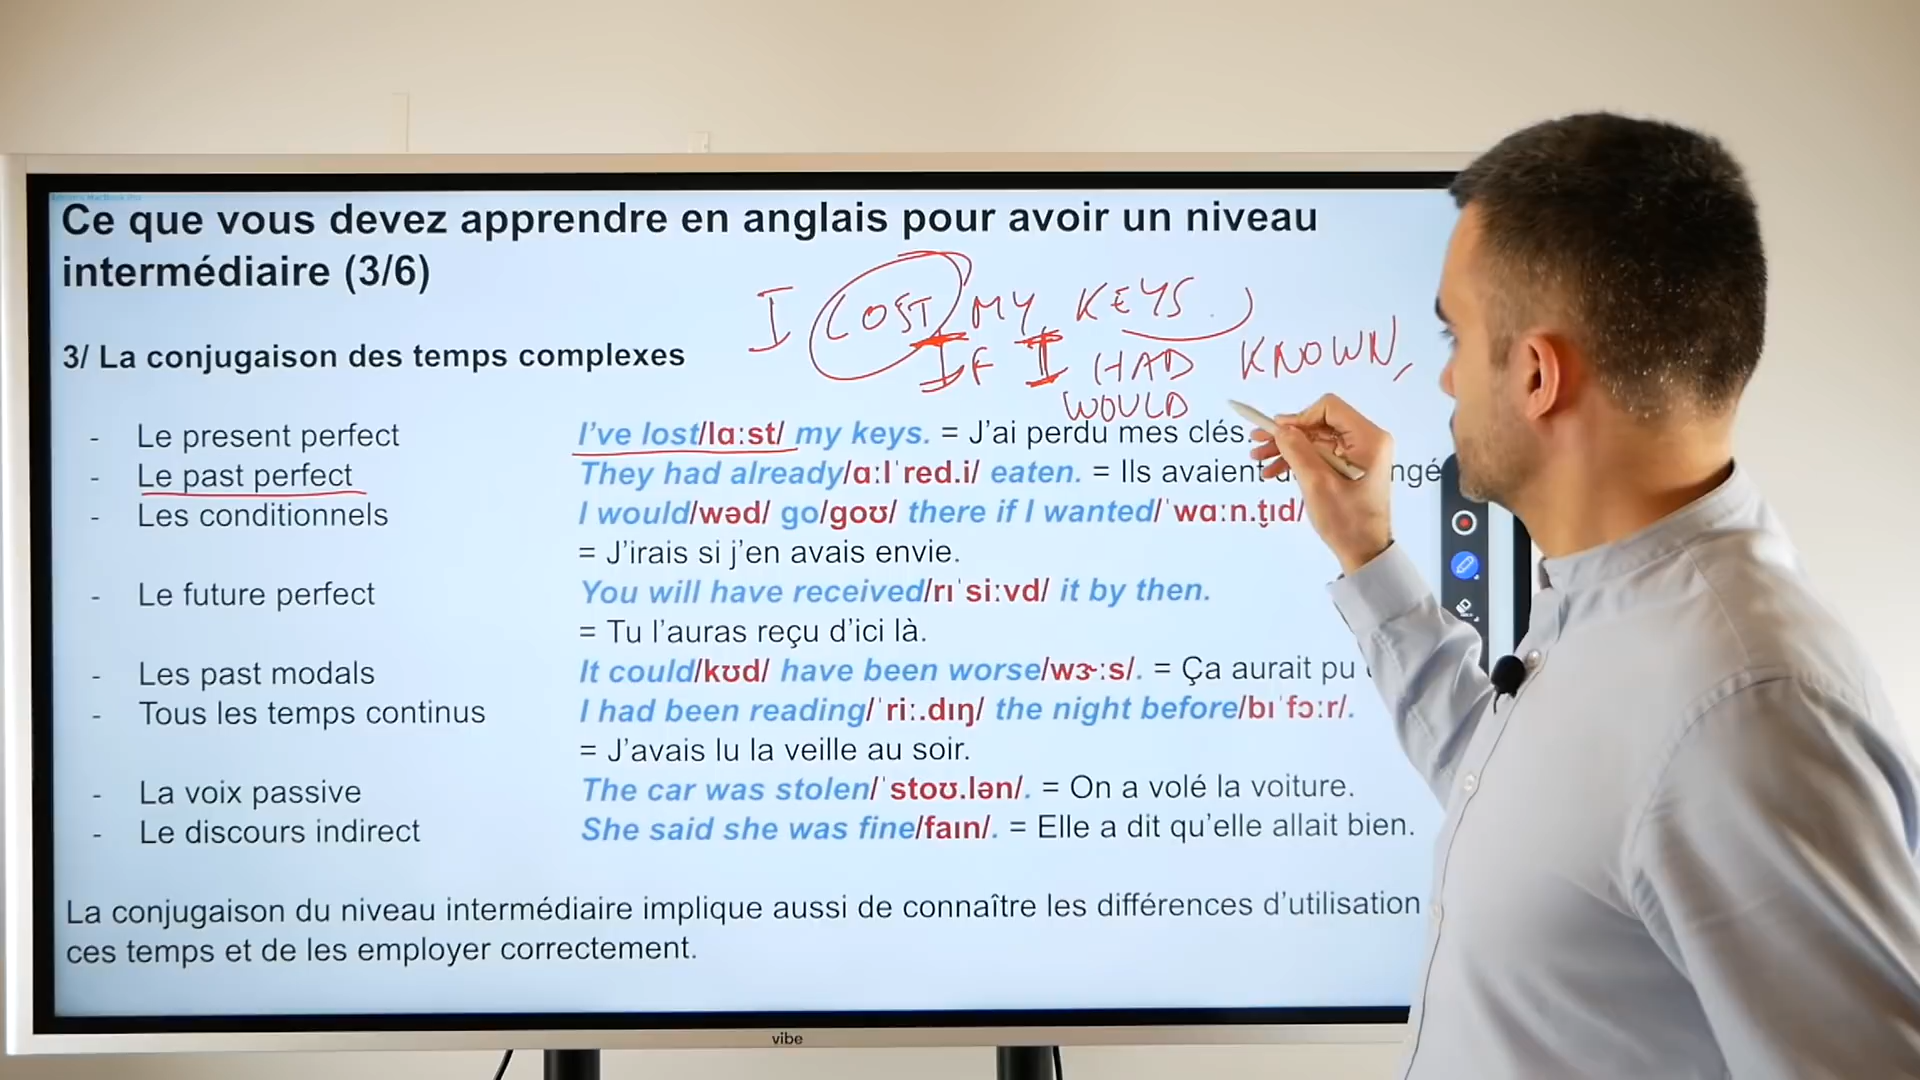 Ce que vous devez apprendre en anglais pour avoir un niveau
intermédiaire (3/6)
I LOST MY KEYS.
IF I HAD KNOWN,
WOULD
3/ La conjugaison des temps complexes
- Le present perfect I’ve lost/lɑːst/ my keys. = J’ai perdu mes clés.
- Le past perfect They had already/ɑːlˈred.i/ eaten. = Ils avaient
- Les conditionnels I would/wəd/ go/goʊ/ there if I wanted/ˈwɑːn.t̬ɪd/
= J’irais si j’en avais envie.
- Le future perfect You will have received/rɪˈsiːvd/ it by then.
= Tu l’auras reçu d’ici là.
- Les past modals It could/kʊd/ have been worse/wɝːs/. = Ça aurait pu
- Tous les temps continus I had been reading/ˈriː.dɪŋ/ the night before/bɪˈfɔːr/.
= J’avais lu la veille au soir.
- La voix passive The car was stolen/ˈstoʊ.lən/. = On a volé la voiture.
- Le discours indirect She said she was fine/faɪn/. = Elle a dit qu’elle allait bien.
La conjugaison du niveau intermédiaire implique aussi de connaître les différences d’utilisation
ces temps et de les employer correctement.
vibe